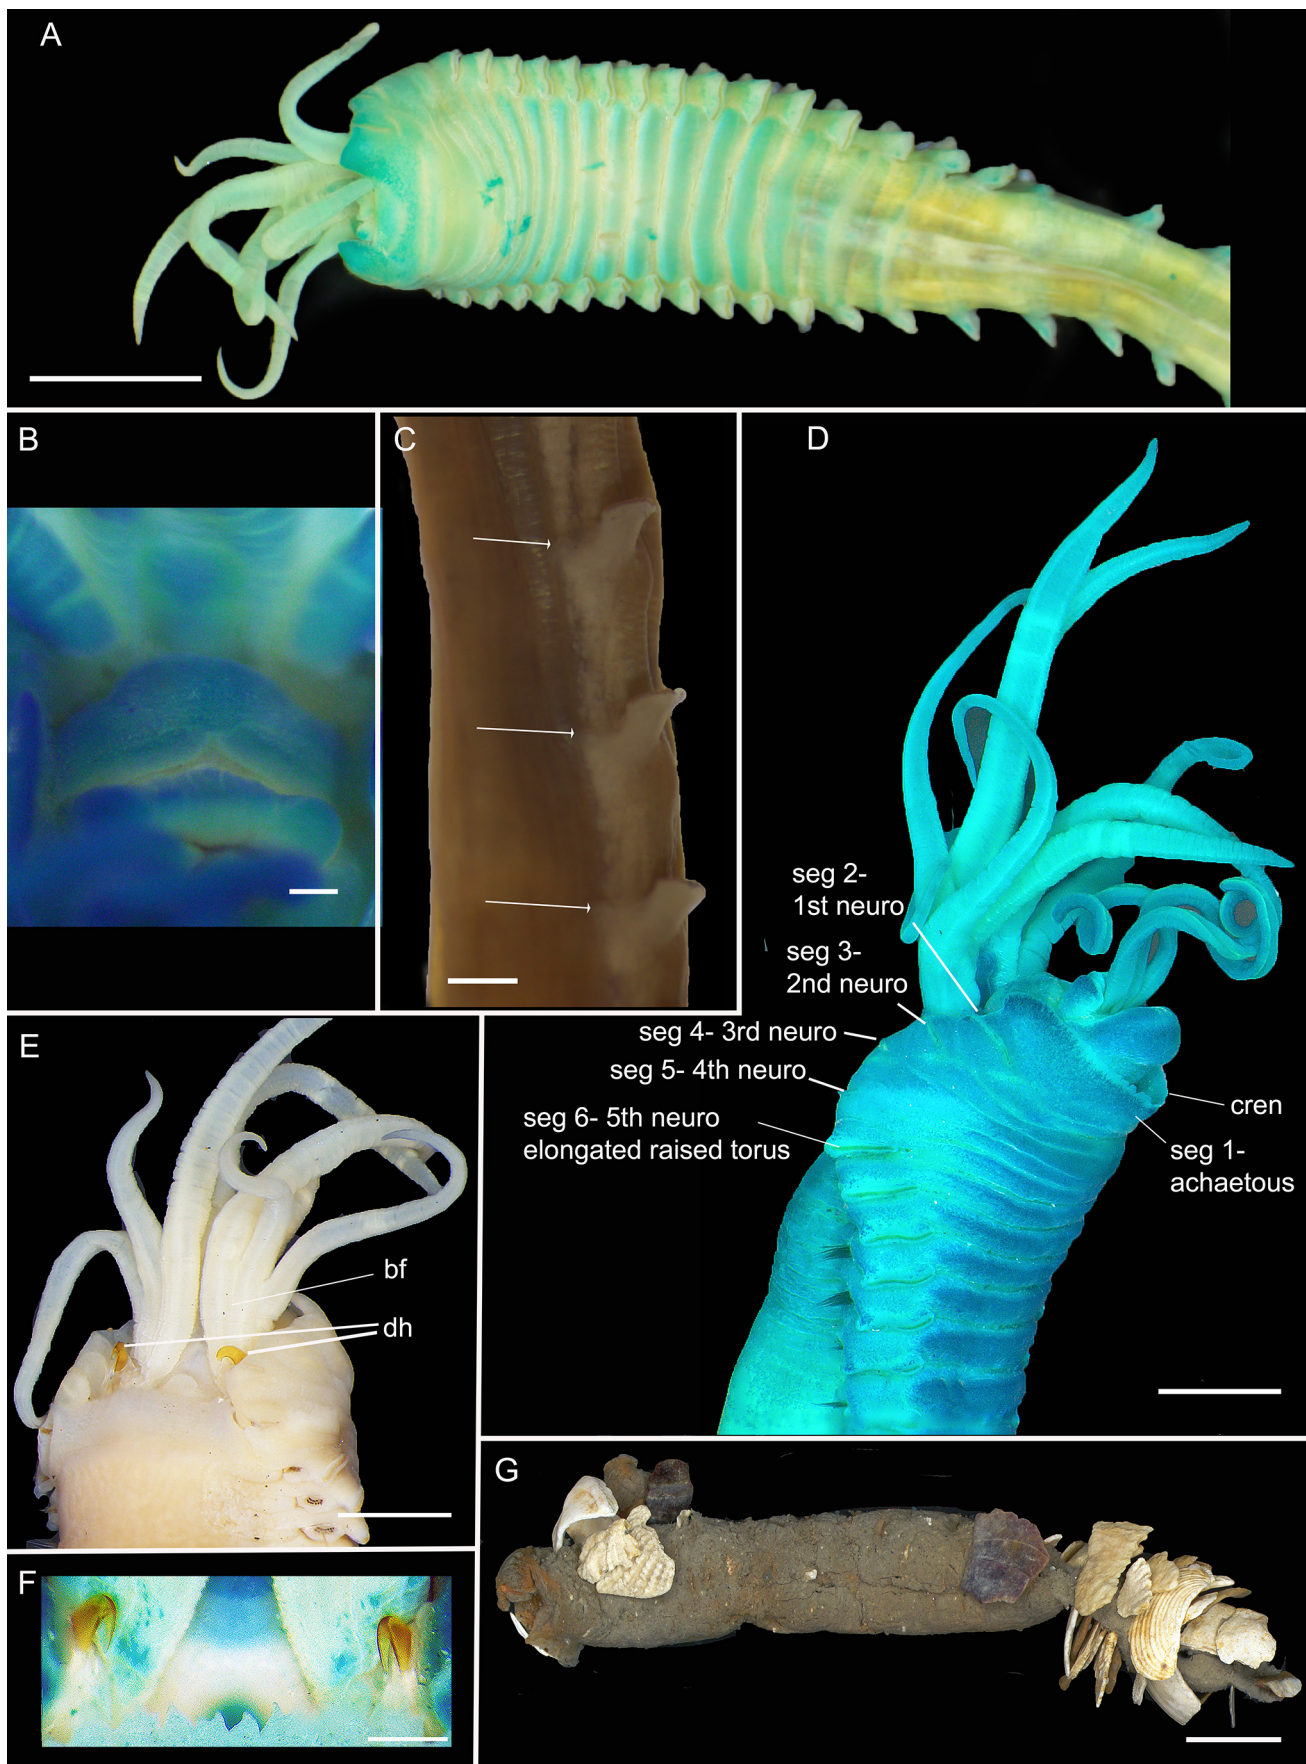 A
B
C
D
seg 2-
1st neuro
seg 3-
2nd neuro
seg 4- 3rd neuro
seg 5- 4th neuro
seg 6- 5th neuro
elongated raised torus
cren
seg 1-
achaetous
E
bf
dh
F
G